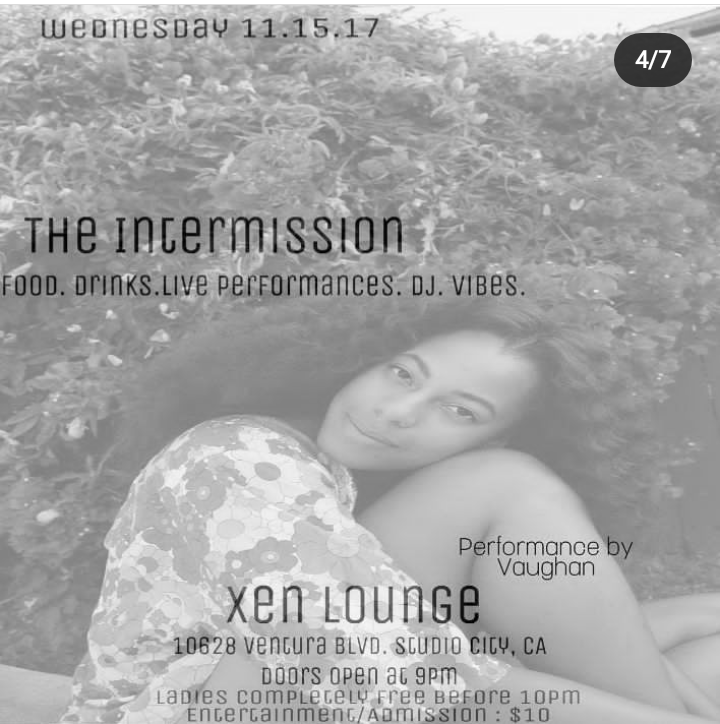 Wednesday 11.15.17
4/7
The Intermission
FOOD. Drinks.Live Performances. DJ. Vibes.
Performance by
Vaughan
Xen Lounge
10628 Ventura BLVD. Studio City, CA
Doors open at 9pm
Ladies completely Free Before 10pm
Entertainment/Admission : $10